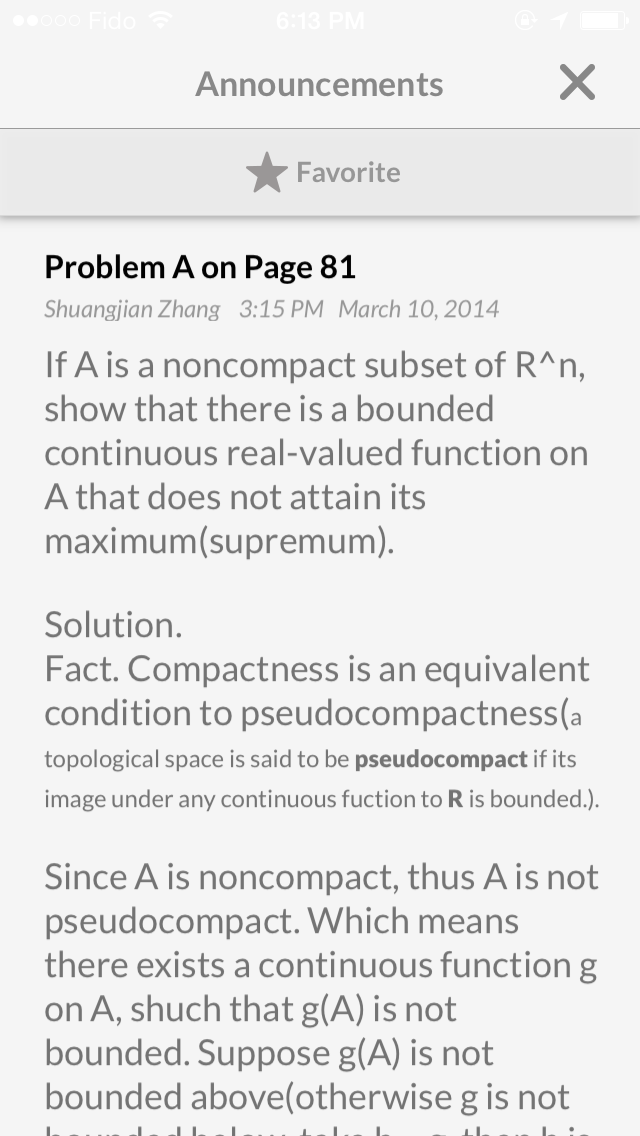 Fido
6:13 PM
Announcements
Favorite
Problem A on Page 81
Shuangjian Zhang 3:15 PM March 10, 2014
If A is a noncompact subset of R^n,
show that there is a bounded
continuous real-valued function on
A that does not attain its
maximum(supremum).
Solution.
Fact. Compactness is an equivalent
condition to pseudocompactness(a
topological space is said to be pseudocompact if its
image under any continuous fuction to R is bounded.).
Since A is noncompact, thus A is not
pseudocompact. Which means
there exists a continuous function g
on A, shuch that g(A) is not
bounded. Suppose g(A) is not
bounded above(otherwise g is not